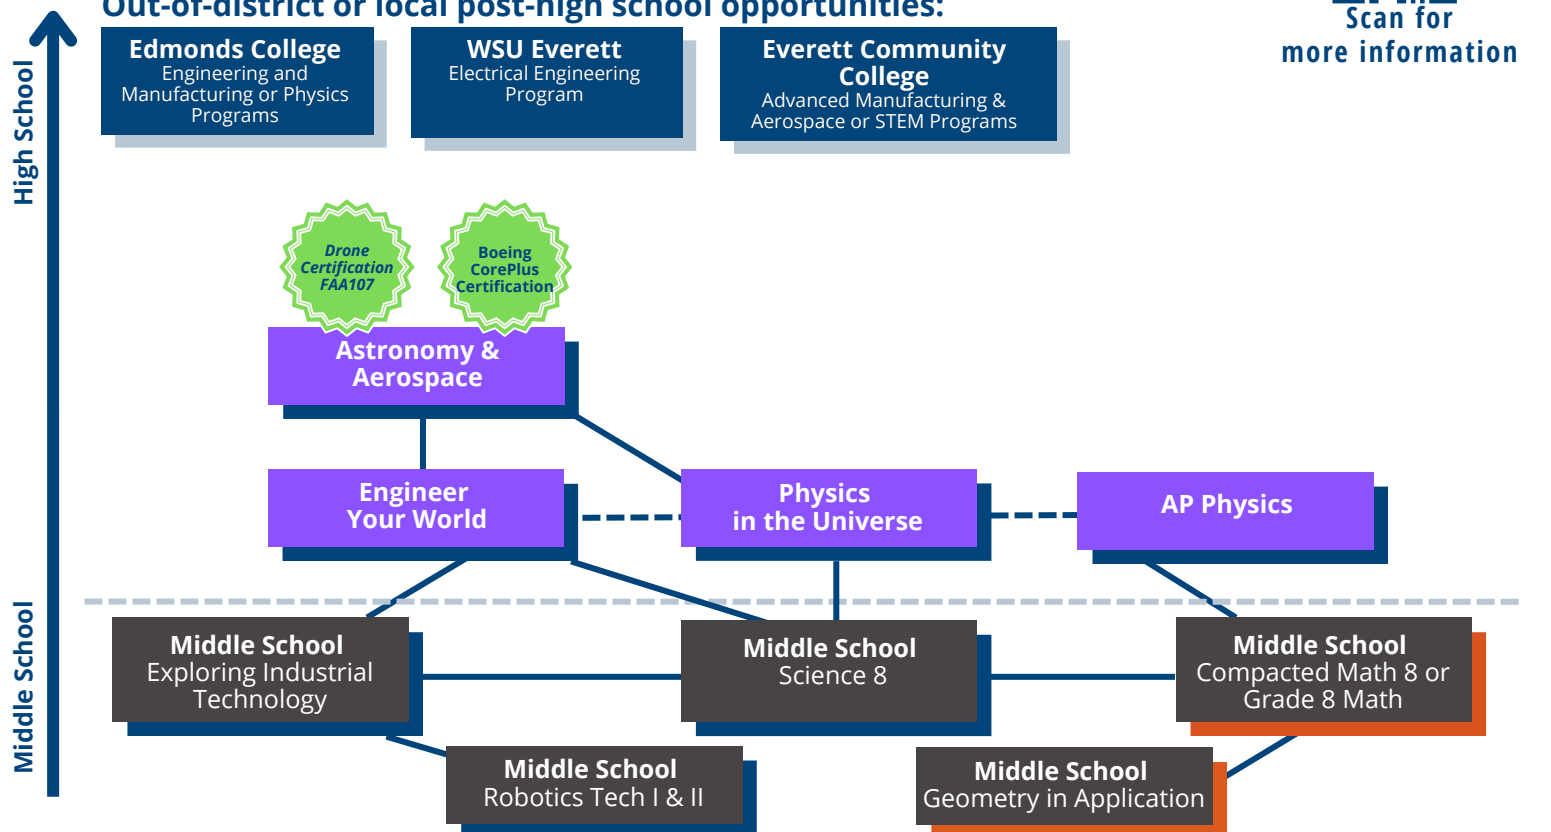 Out-of-district or local post-high school opportunities:
Scan for
more information
High School
Edmonds College
Engineering and
Manufacturing or Physics
Programs
WSU Everett
Electrical Engineering
Program
Everett Community
College
Advanced Manufacturing &
Aerospace or STEM Programs
Drone
Certification
FAA107
Boeing
CorePlus
Certification
Astronomy &
Aerospace
Engineer
Your World
Physics
in the Universe
AP Physics
Middle School
Middle School
Exploring Industrial
Technology
Middle School
Science 8
Middle School
Compacted Math 8 or
Grade 8 Math
Middle School
Robotics Tech I & II
Middle School
Geometry in Application